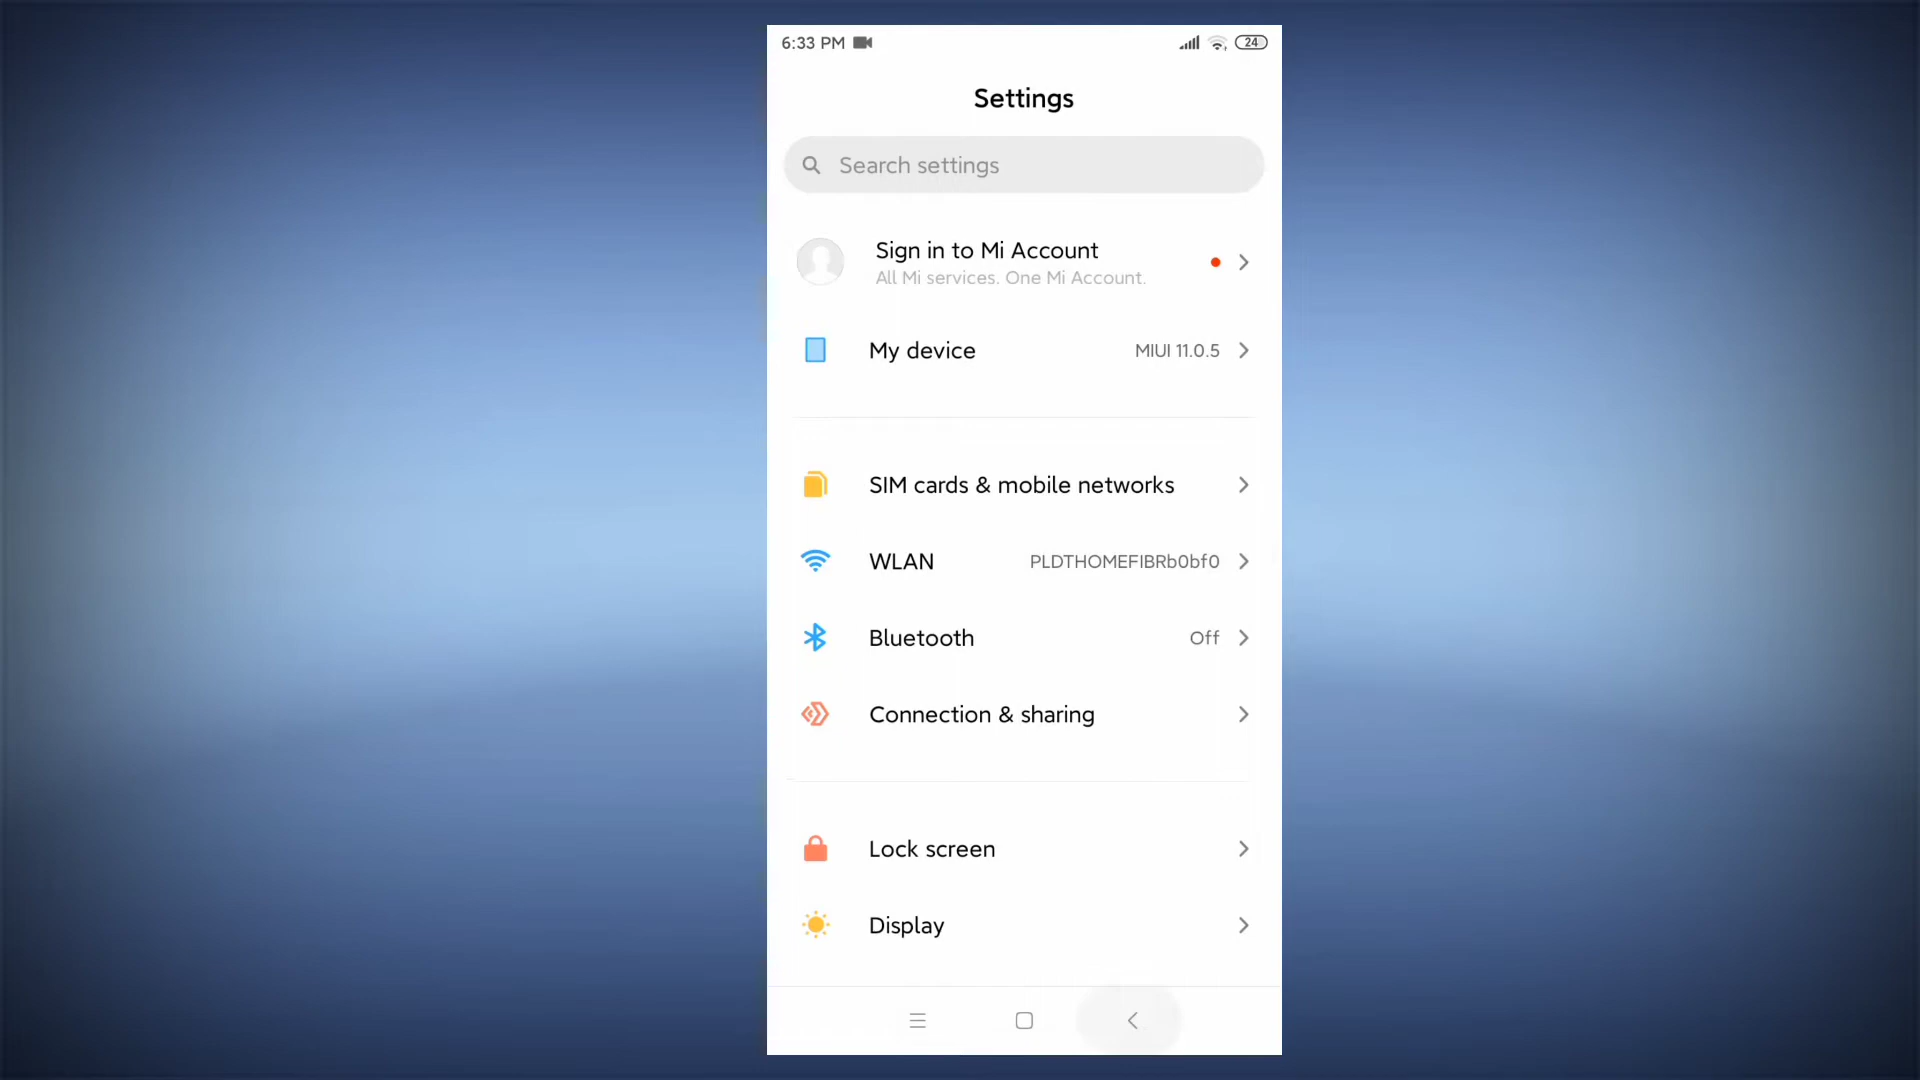 6:33 PM 24
Settings
Search settings
Sign in to Mi Account
All Mi services. One Mi Account.
My device MIUI 11.0.5
SIM cards & mobile networks
WLAN PLDTHOMEFIBRb0bf0
Bluetooth Off
Connection & sharing
Lock screen
Display